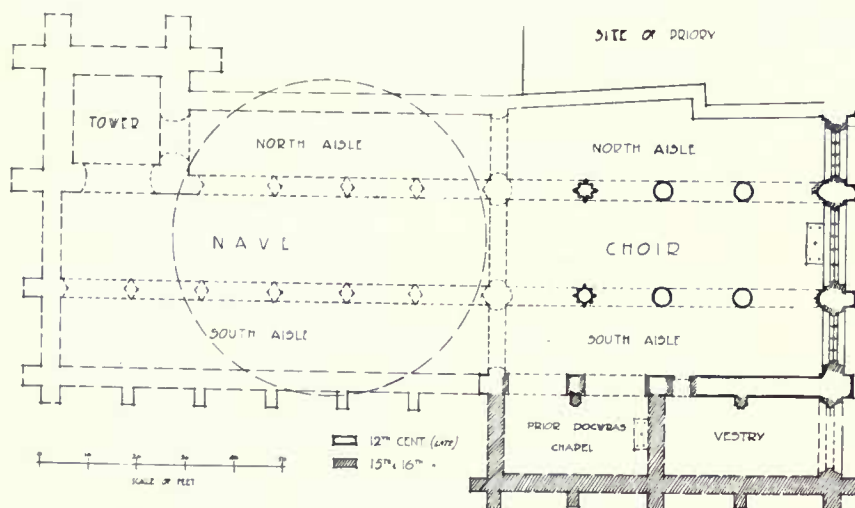 SITE OF PRIORY
TOWER
NORTH AISLE
NORTH AISLE
NAVE
CHOIR
SOUTH AISLE
SOUTH AISLE
PRIOR DOCWRAS
CHAPEL
VESTRY
12TH CENT. (LATE)
15TH & 16TH "
SCALE OF FEET